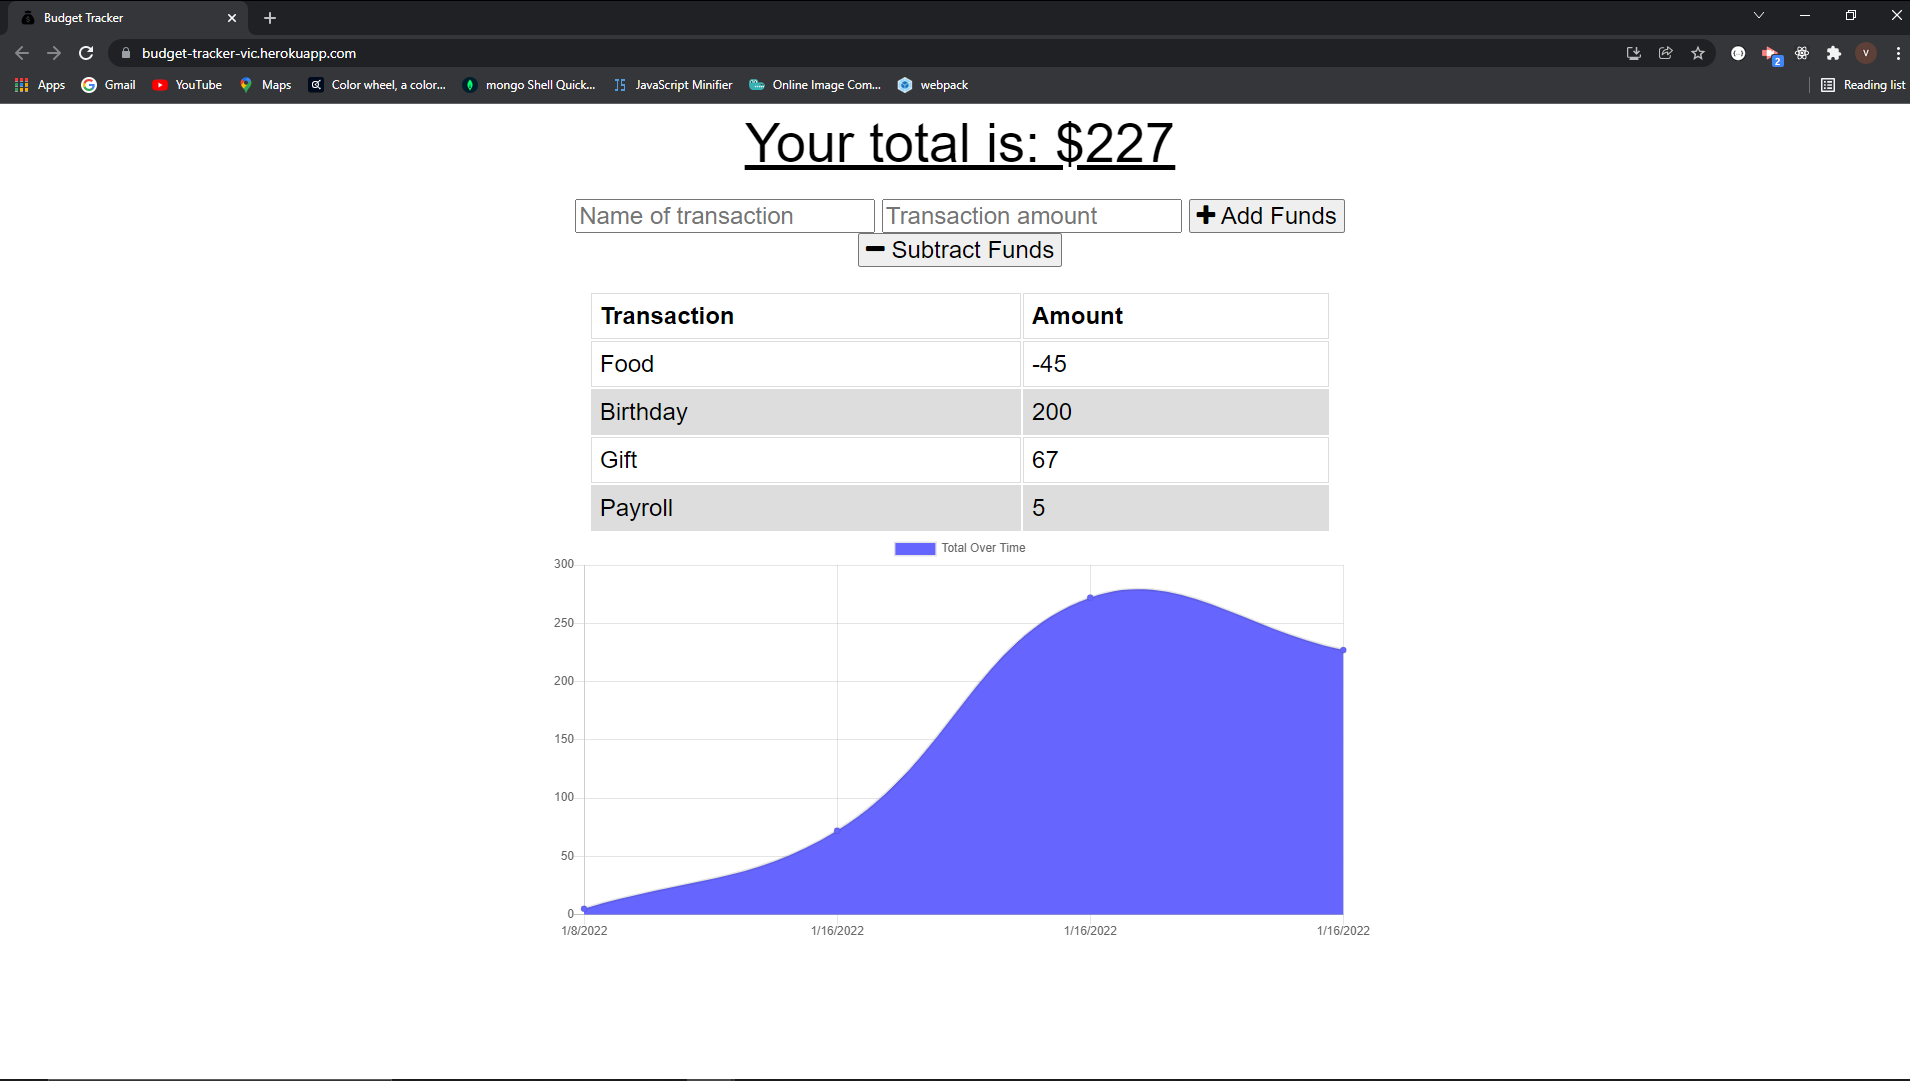 Budget Tracker
budget-tracker-vic.herokuapp.com
2
V
Apps Gmail YouTube Maps Color wheel, a color... mongo Shell Quick... JS JavaScript Minifier Online Image Com... webpack Reading list
Your total is: $227
Name of transaction Transaction amount Add Funds
Subtract Funds
Transaction Amount
Food -45
Birthday 200
Gift 67
Payroll 5
Total Over Time
300
250
200
150
100
50
0
1/8/2022 1/16/2022 1/16/2022 1/16/2022